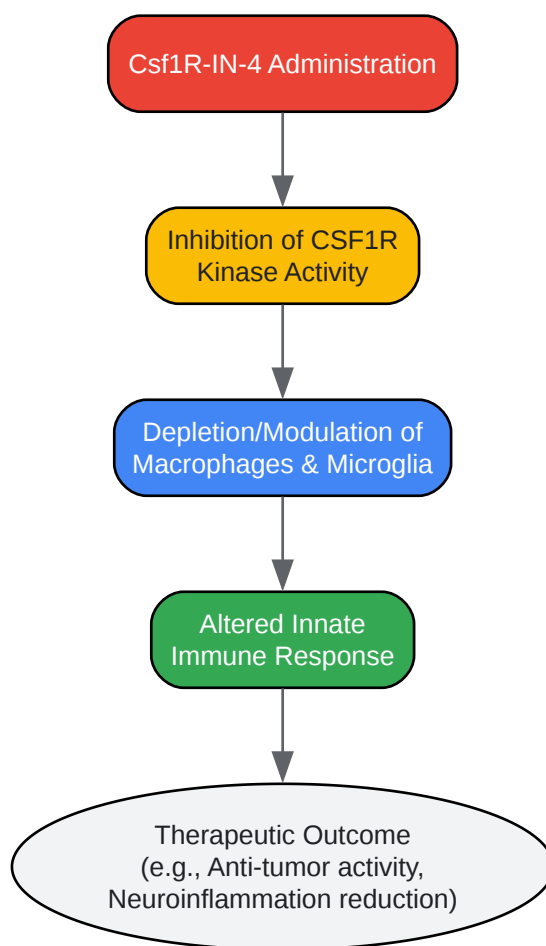 Csf1R-IN-4 Administration
Inhibition of CSF1R
Kinase Activity
Depletion/Modulation of
Macrophages & Microglia
Altered Innate
Immune Response
Therapeutic Outcome
(e.g., Anti-tumor activity,
Neuroinflammation reduction)